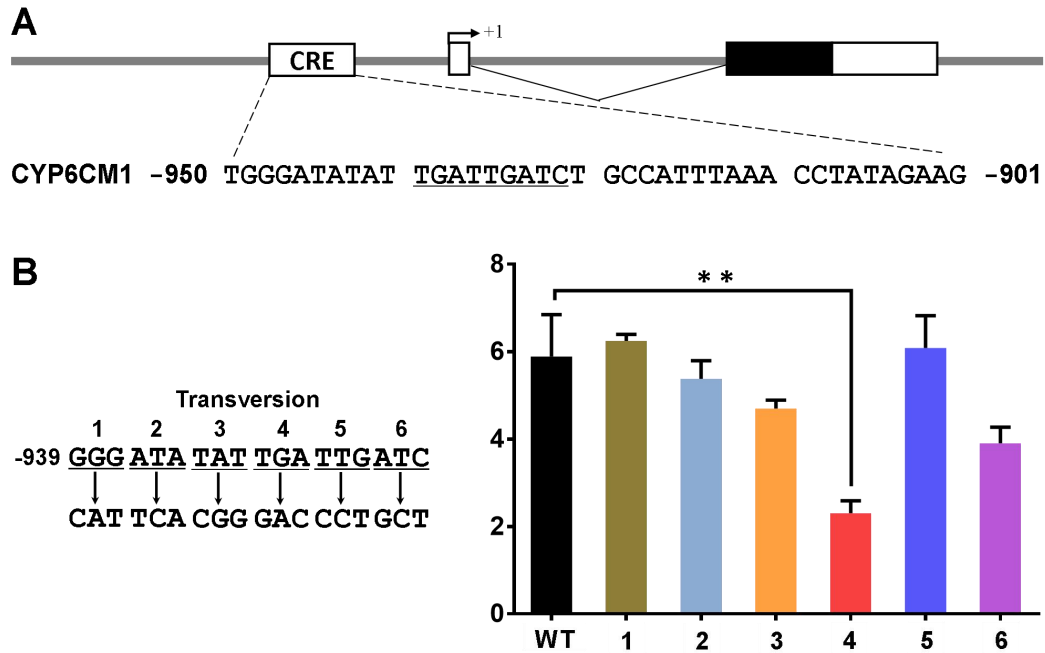 A
+1
CRE
CYP6CM1 –950 TGGGATATAT TGATTGATCT GCCATTTAAA CCTATAGAAG –901
B
Transversion
1 2 3 4 5 6
-939 GGG ATA TAT TGA TTG ATC
CAT TCA CGG GAC CCT GCT
8
6
4
2
0
**
WT 1 2 3 4 5 6